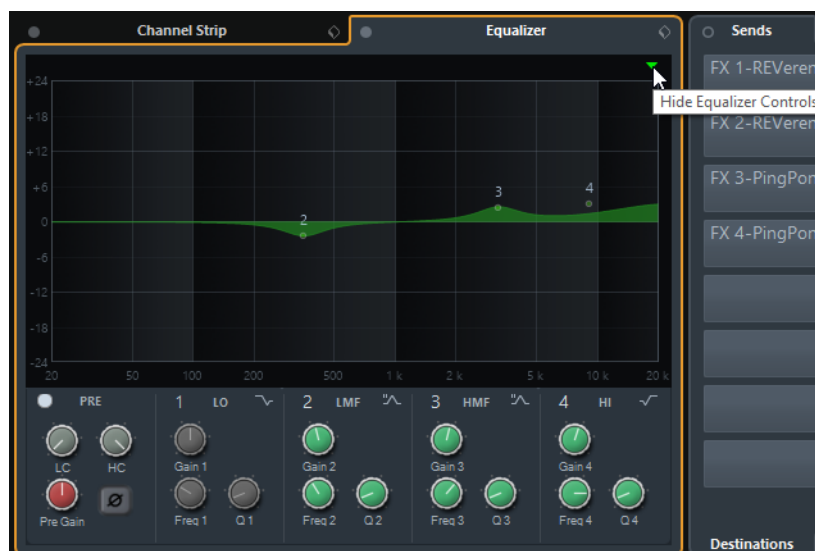 Channel Strip
Equalizer
Sends
+24
+18
+12
+6
0
-6
-12
-18
-24
20 50 100 200 500 1 k 2 k 5 k 10 k 20 k
2
3
4
Hide Equalizer Controls
FX 1-REVeren
FX 2-REVeren
FX 3-PingPon
FX 4-PingPon
PRE
LC HC
Pre Gain Ø
1 LO
Gain 1
Freq 1 Q 1
2 LMF
Gain 2
Freq 2 Q 2
3 HMF
Gain 3
Freq 3 Q 3
4 HI
Gain 4
Freq 4 Q 4
Destinations